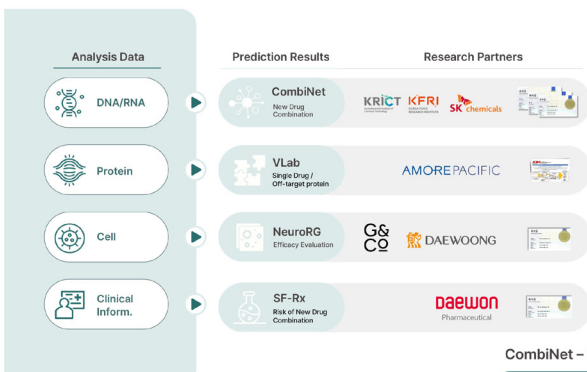 Analysis Data
Prediction Results
Research Partners
DNA/RNA
CombiNet
New Drug
Combination
KRICT
KFRI
SK chemicals
Protein
VLab
Single Drug /
Off-target protein
AMOREPACIFIC
Cell
NeuroRG
Efficacy Evaluation
G&
CO
DAEWOONG
Clinical
Inform.
SF-Rx
Risk of New Drug
Combination
Daewon
Pharmaceutical
CombiNet –